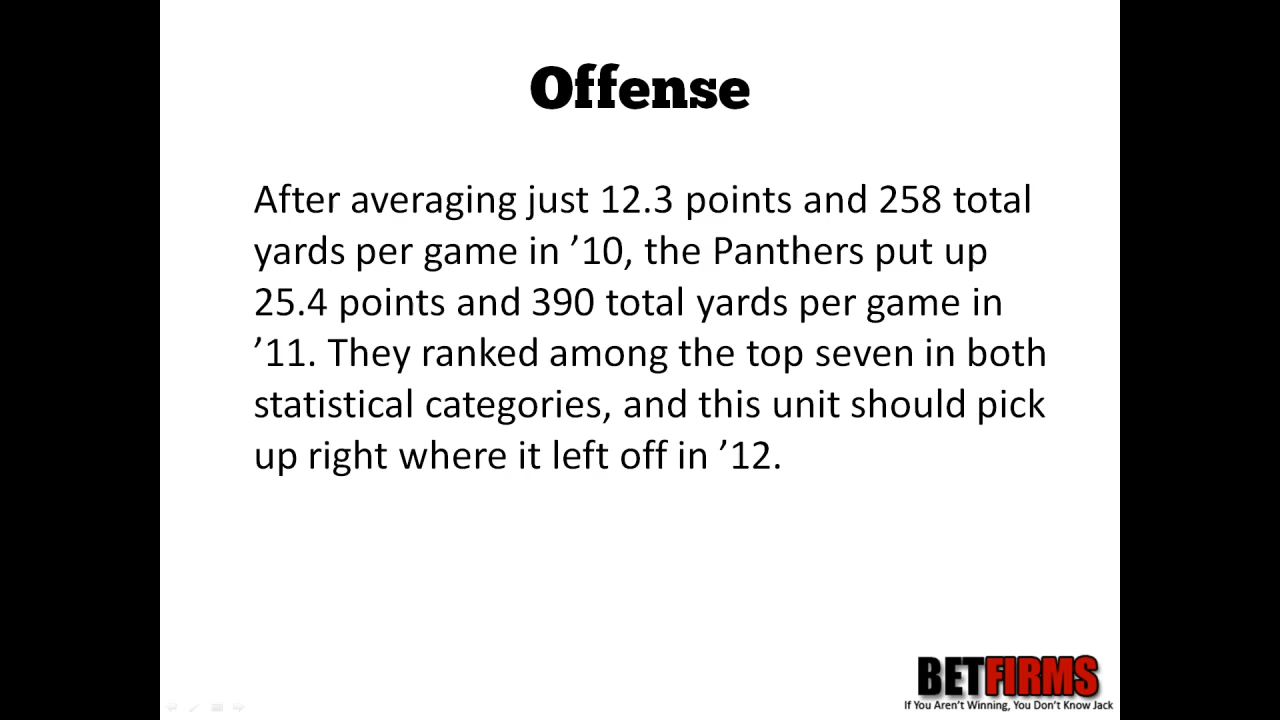 Offense
After averaging just 12.3 points and 258 total
yards per game in ’10, the Panthers put up
25.4 points and 390 total yards per game in
’11. They ranked among the top seven in both
statistical categories, and this unit should pick
up right where it left off in ’12.
BETFIRMS
If You Aren't Winning, You Don't Know Jack